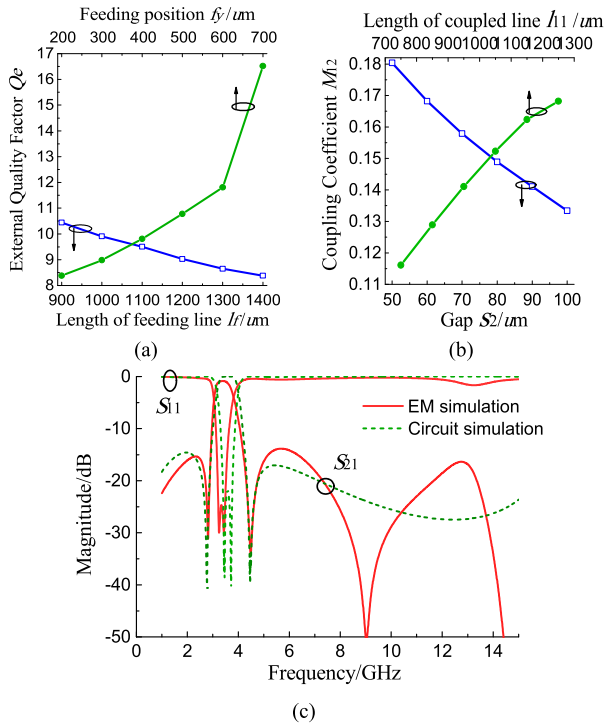 Feeding position fy/um
200 300 400 500 600 700
External Quality Factor Qe
17
16
15
14
13
12
11
10
9
8
900 1000 1100 1200 1300 1400
Length of feeding line lf/um
(a)
Length of coupled line l11/um
700 800 900 950 1000 1050 1100 1150 1200 1250 1300
Coupling Coefficient M12
0.18
0.17
0.16
0.15
0.14
0.13
0.12
0.11
50 60 70 80 90 100
Gap S2/um
(b)
Magnitude/dB
0
-10
-20
-30
-40
-50
S11
S21
EM simulation
Circuit simulation
0 2 4 6 8 10 12 14
Frequency/GHz
(c)